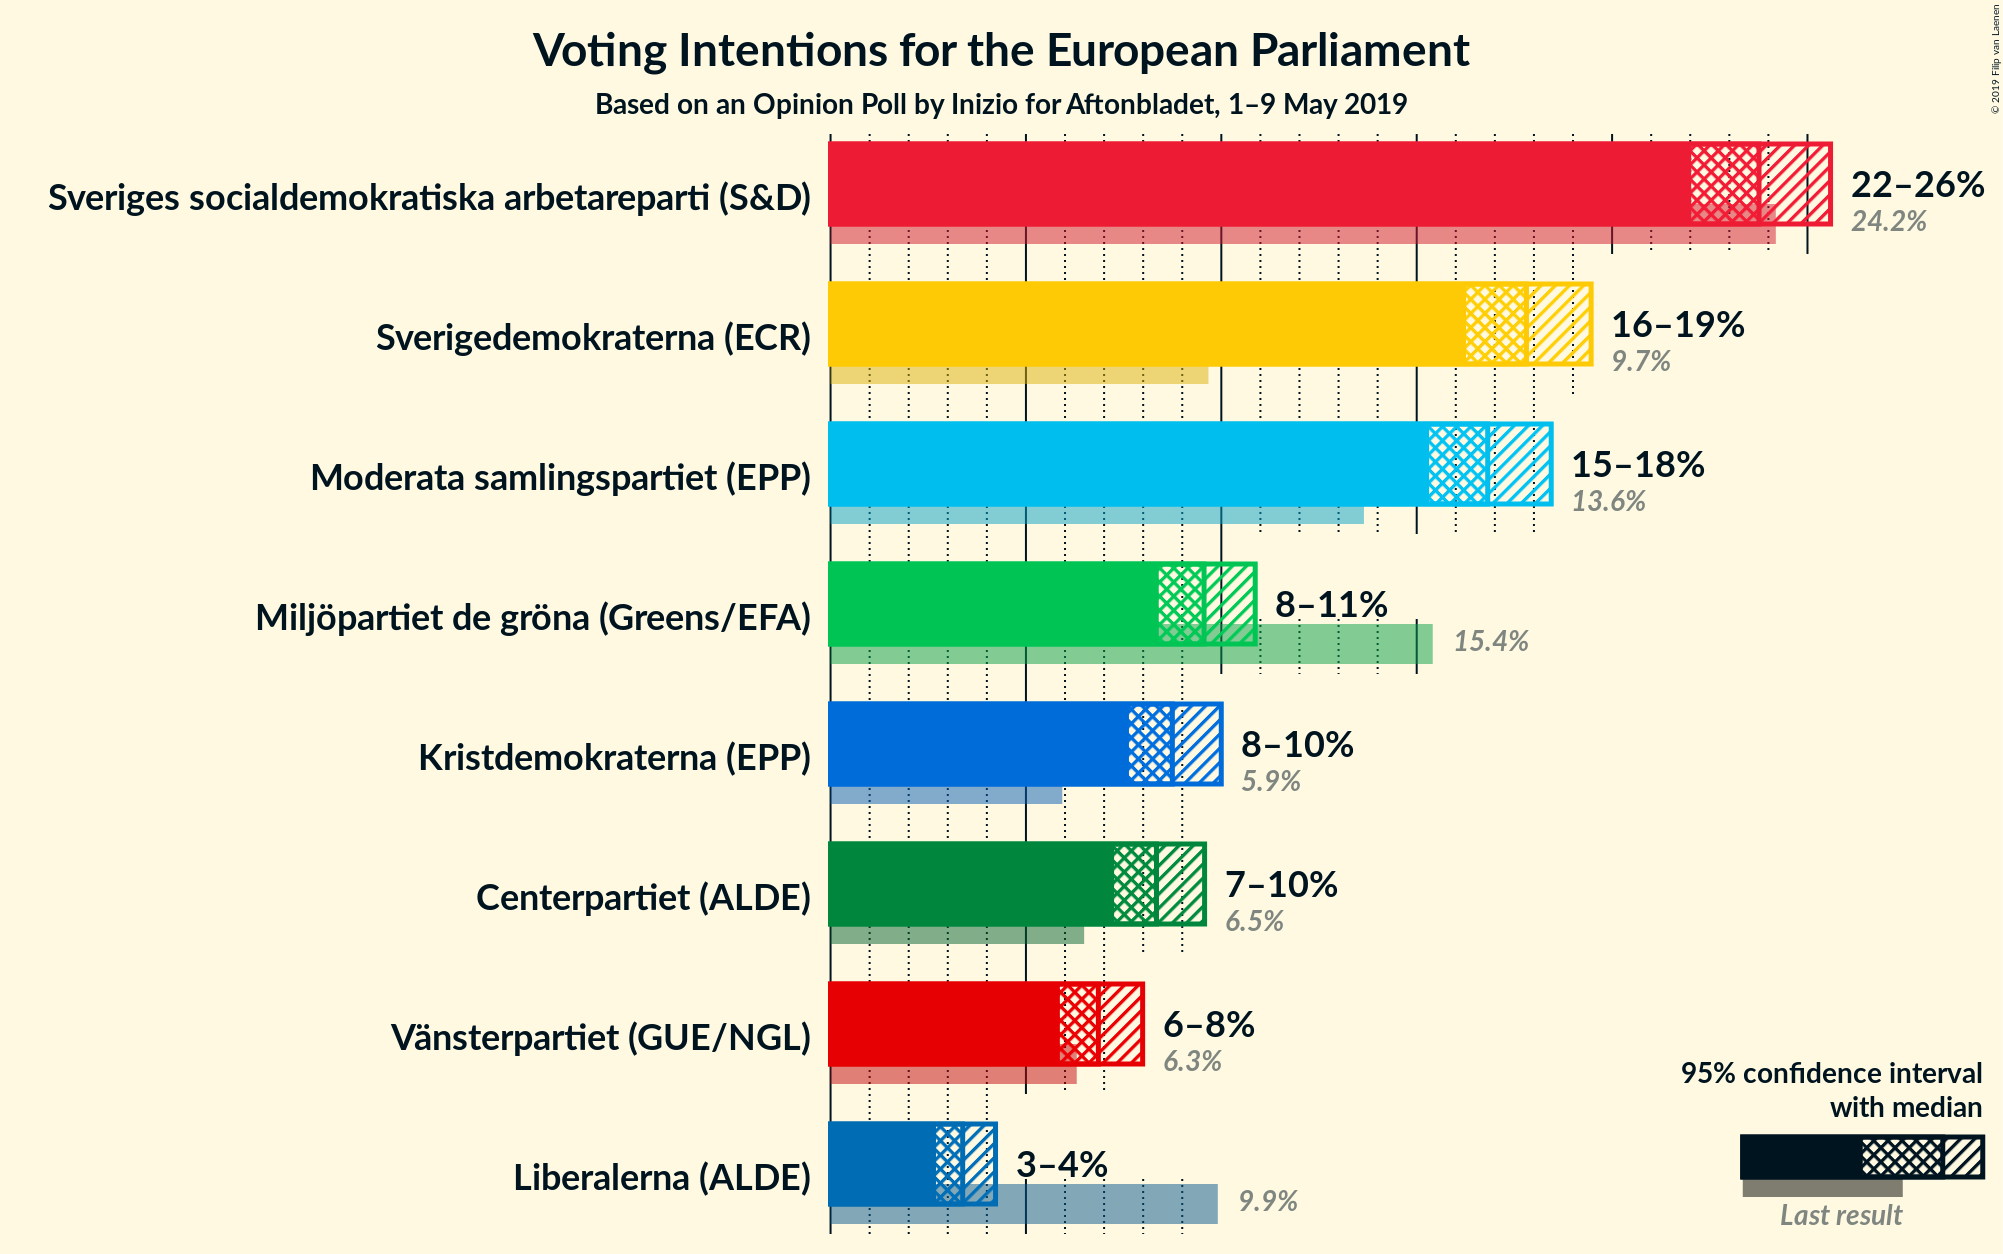 Voting Intentions for the European Parliament
Based on an Opinion Poll by Inizio for Aftonbladet, 1–9 May 2019
© 2019 Filip van Laenen
Sveriges socialdemokratiska arbetareparti (S&D)
22–26%
24.2%
Sverigedemokraterna (ECR)
16–19%
9.7%
Moderata samlingspartiet (EPP)
15–18%
13.6%
Miljöpartiet de gröna (Greens/EFA)
8–11%
15.4%
Kristdemokraterna (EPP)
8–10%
5.9%
Centerpartiet (ALDE)
7–10%
6.5%
Vänsterpartiet (GUE/NGL)
6–8%
6.3%
Liberalerna (ALDE)
3–4%
9.9%
95% confidence interval
with median
Last result